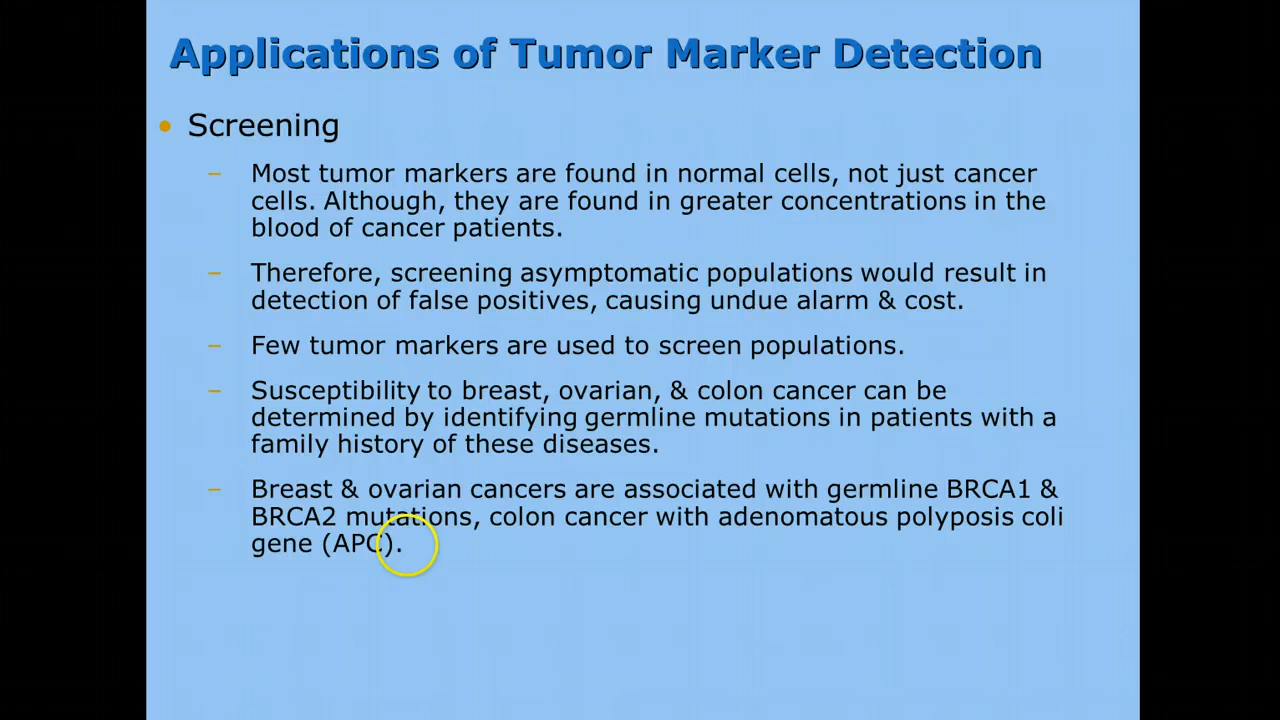 Applications of Tumor Marker Detection
• Screening
– Most tumor markers are found in normal cells, not just cancer
cells. Although, they are found in greater concentrations in the
blood of cancer patients.
– Therefore, screening asymptomatic populations would result in
detection of false positives, causing undue alarm & cost.
– Few tumor markers are used to screen populations.
– Susceptibility to breast, ovarian, & colon cancer can be
determined by identifying germline mutations in patients with a
family history of these diseases.
– Breast & ovarian cancers are associated with germline BRCA1 &
BRCA2 mutations, colon cancer with adenomatous polyposis coli
gene (APC).